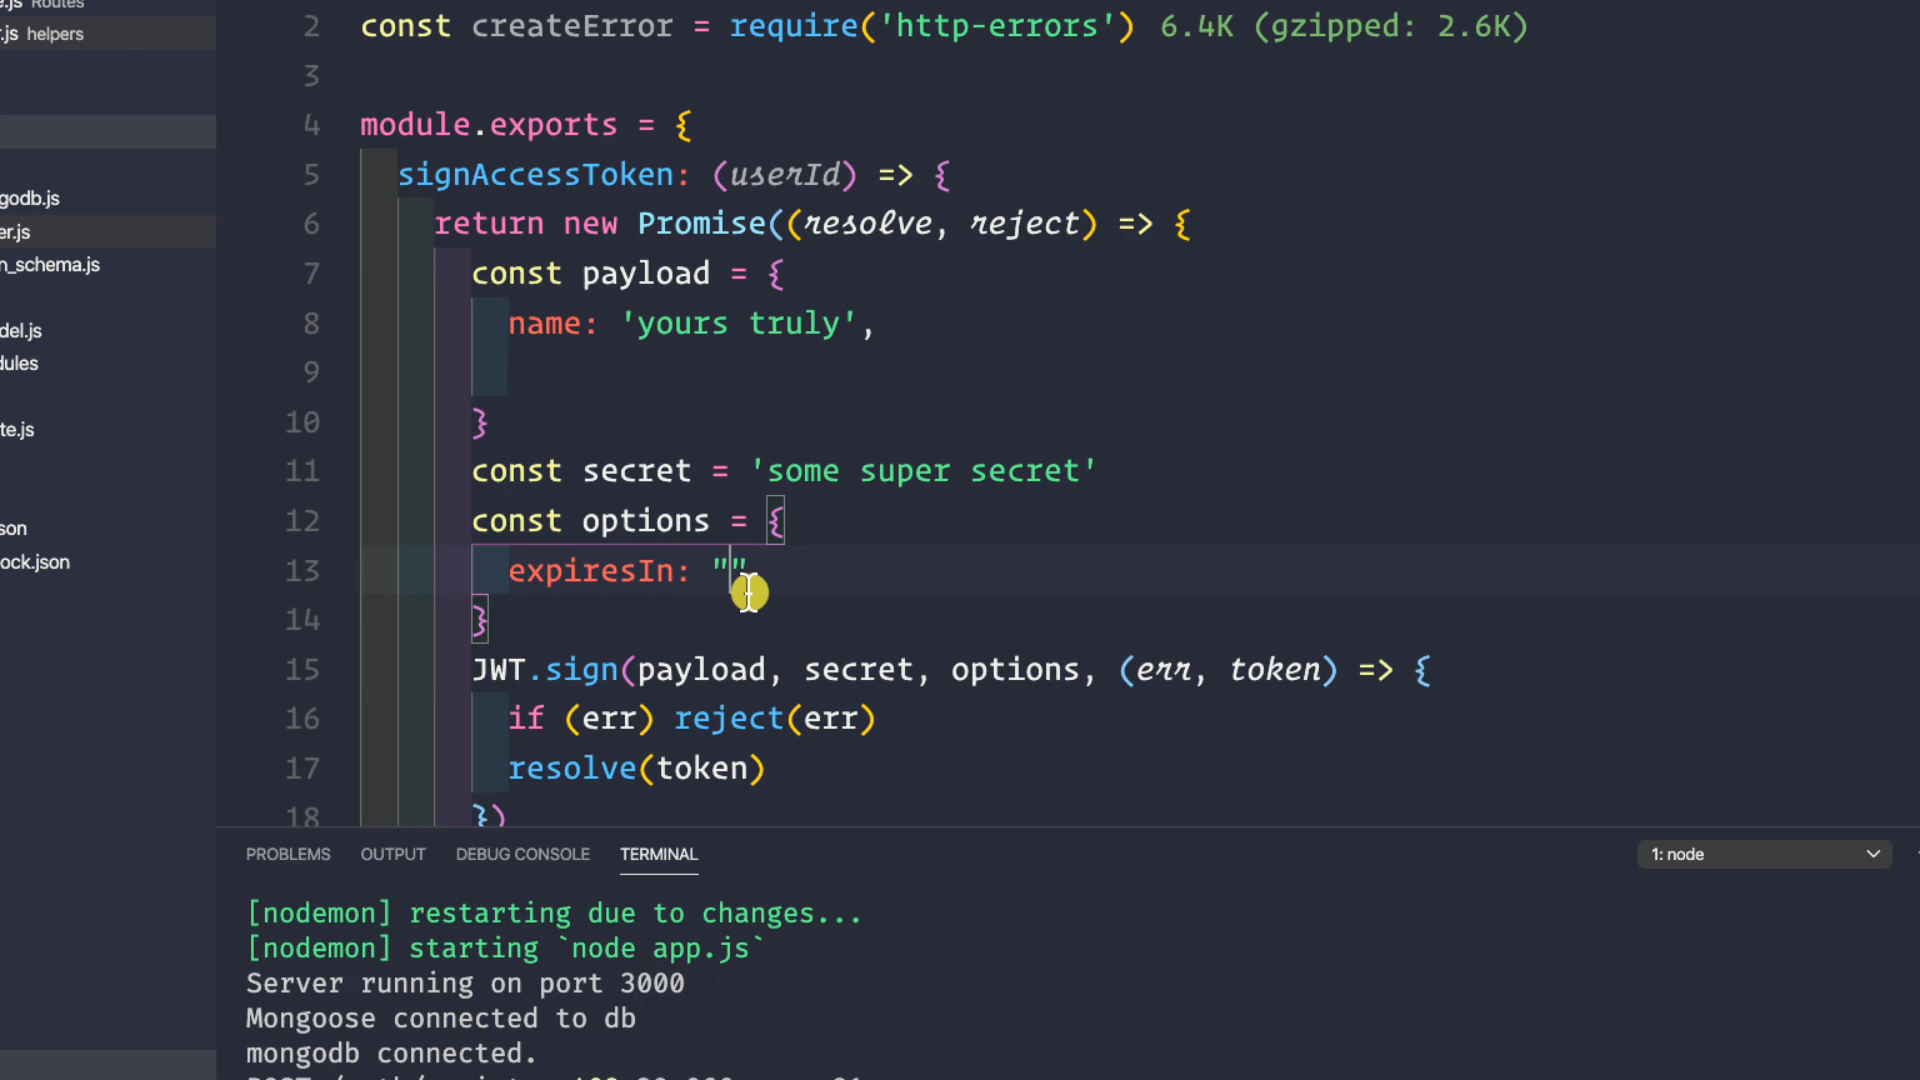 e.js Routes
r.js helpers
godb.js
er.js
n_schema.js
del.js
dules
te.js
son
ock.json
2 const createError = require('http-errors') 6.4K (gzipped: 2.6K)
3
4 module.exports = {
5 signAccessToken: (userId) => {
6 return new Promise((resolve, reject) => {
7 const payload = {
8 name: 'yours truly',
9
10 }
11 const secret = 'some super secret'
12 const options = {
13 expiresIn: ""
14 }
15 JWT.sign(payload, secret, options, (err, token) => {
16 if (err) reject(err)
17 resolve(token)
18 })
PROBLEMS OUTPUT DEBUG CONSOLE TERMINAL 1: node
[nodemon] restarting due to changes...
[nodemon] starting `node app.js`
Server running on port 3000
Mongoose connected to db
mongodb connected.